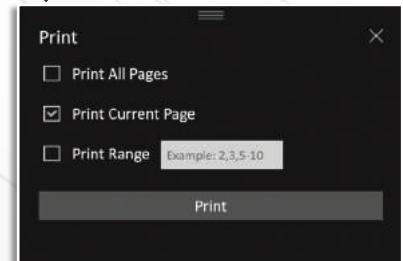 Print
Print All Pages
Print Current Page
Print Range Example: 2,3,5-10
Print